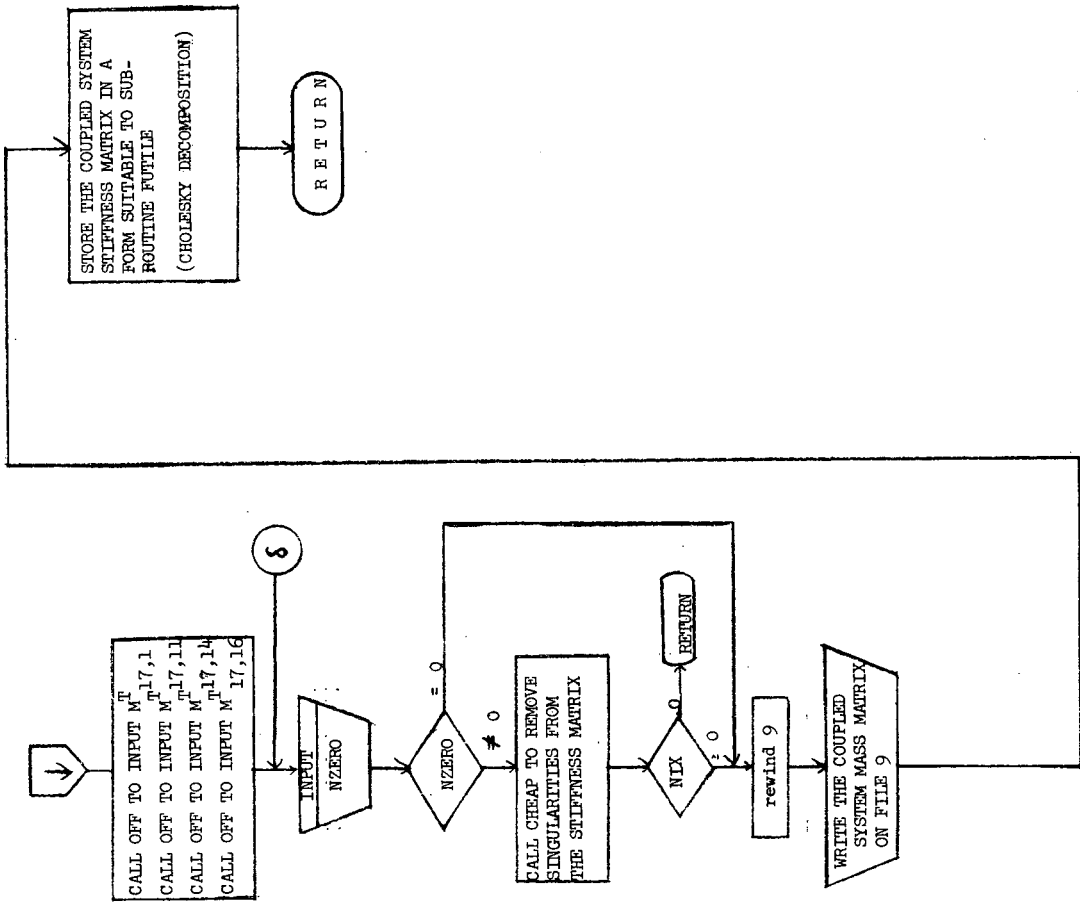 CALL OFF TO INPUT M^T 17,1
CALL OFF TO INPUT M^T 17,11
CALL OFF TO INPUT M^T 17,14
CALL OFF TO INPUT M^T 17,16
δ
INPUT
NZERO
NZERO
= 0
≠ 0
CALL CHEAP TO REMOVE
SINGULARITIES FROM
THE STIFFNESS MATRIX
NIX
0
RETURN
0
rewind 9
WRITE THE COUPLED
SYSTEM MASS MATRIX
ON FILE 9
STORE THE COUPLED SYSTEM
STIFFNESS MATRIX IN A
FORM SUITABLE TO SUB-
ROUTINE FUTILE
(CHOLESKY DECOMPOSITION)
RETURN